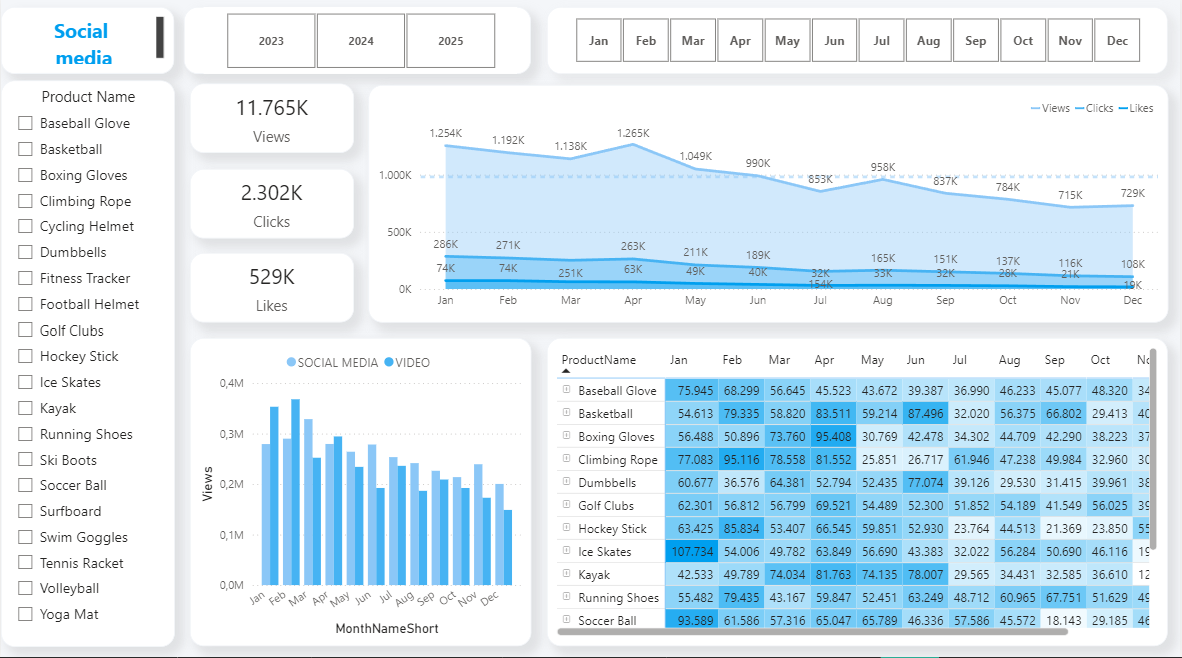 Social
media
2023 2024 2025
Jan Feb Mar Apr May Jun Jul Aug Sep Oct Nov Dec
Product Name
Baseball Glove
Basketball
Boxing Gloves
Climbing Rope
Cycling Helmet
Dumbbells
Fitness Tracker
Football Helmet
Golf Clubs
Hockey Stick
Ice Skates
Kayak
Running Shoes
Ski Boots
Soccer Ball
Surfboard
Swim Goggles
Tennis Racket
Volleyball
Yoga Mat
11.765K
Views
2.302K
Clicks
529K
Likes
Views Clicks Likes
1.254K 1.192K 1.138K 1.265K 1.049K 990K 853K 958K 837K 784K 715K 729K
1.000K
500K
0K
286K 271K 251K 263K 211K 189K 154K 165K 151K 137K 116K 108K
74K 74K 63K 49K 40K 32K 33K 32K 28K 21K 19K
Jan Feb Mar Apr May Jun Jul Aug Sep Oct Nov Dec
SOCIAL MEDIA VIDEO
0,4M
0,3M
0,2M
0,1M
0,0M
Views
Jan Feb Mar Apr May Jun Jul Aug Sep Oct Nov Dec
MonthNameShort
ProductName Jan Feb Mar Apr May Jun Jul Aug Sep Oct
Baseball Glove 75.945 68.299 56.645 45.523 43.672 39.387 36.990 46.233 45.077 48.320 34
Basketball 54.613 79.335 58.820 83.511 59.214 87.496 32.020 56.375 66.802 29.413 40
Boxing Gloves 56.488 50.896 73.760 95.408 30.769 42.478 34.302 44.709 42.290 38.223 37
Climbing Rope 77.083 95.116 78.558 81.552 25.851 26.717 61.946 47.238 49.984 32.960 30
Dumbbells 60.677 36.576 64.381 52.794 52.435 77.074 39.126 29.530 31.415 39.961 38
Golf Clubs 62.301 56.812 56.799 69.521 54.489 52.300 51.852 54.189 41.549 56.025 39
Hockey Stick 63.425 85.834 53.407 66.545 59.851 52.930 23.764 44.513 21.369 23.850 55
Ice Skates 107.734 54.006 49.782 63.849 56.690 43.383 32.022 56.284 50.690 46.116 19
Kayak 42.533 49.789 74.034 81.763 74.135 78.007 29.565 34.431 32.585 36.610 12
Running Shoes 55.482 79.435 43.167 59.847 52.451 63.249 48.712 60.965 67.751 51.629 49
Soccer Ball 93.589 61.586 57.316 65.047 65.789 46.336 57.586 45.572 18.143 29.185 46